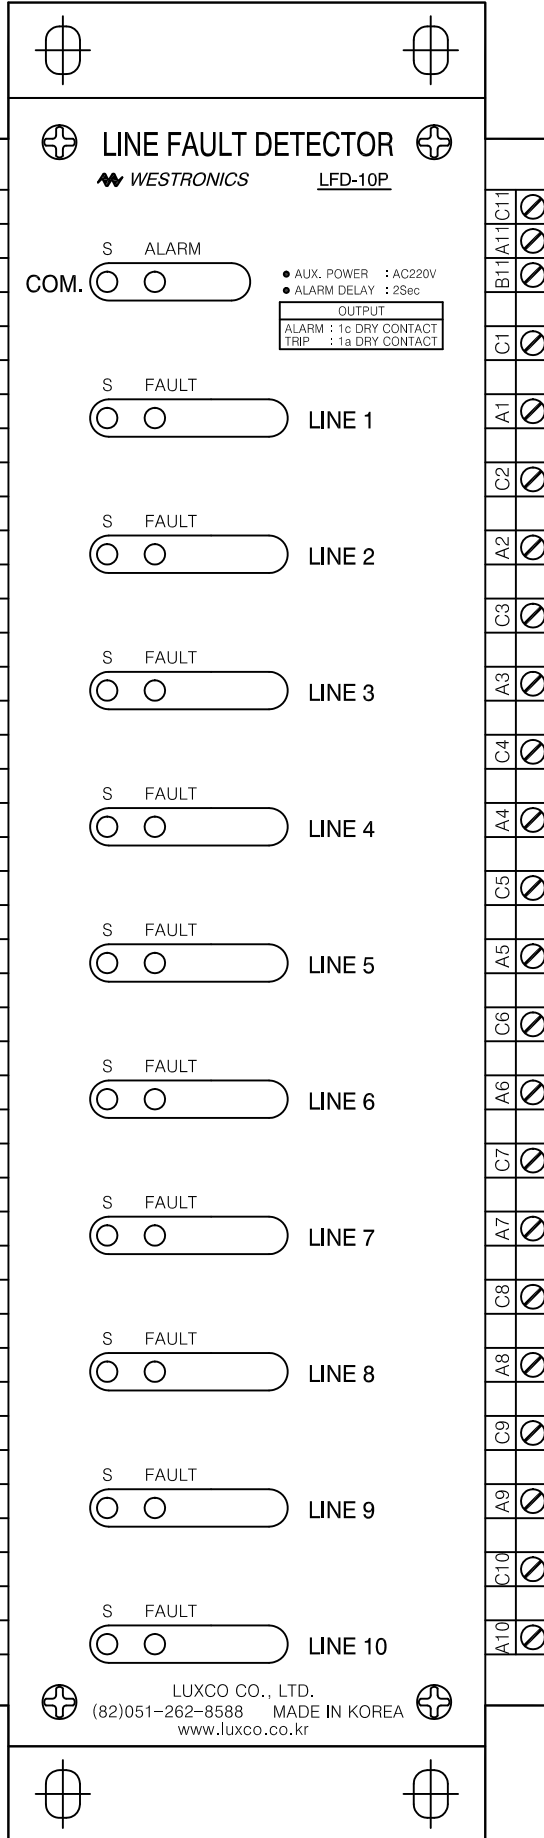 LINE FAULT DETECTOR
WESTRONICS LFD-10P
S ALARM
COM.
● AUX. POWER : AC220V
● ALARM DELAY : 2Sec
OUTPUT
ALARM : 1c DRY CONTACT
TRIP : 1a DRY CONTACT
S FAULT
LINE 1
S FAULT
LINE 2
S FAULT
LINE 3
S FAULT
LINE 4
S FAULT
LINE 5
S FAULT
LINE 6
S FAULT
LINE 7
S FAULT
LINE 8
S FAULT
LINE 9
S FAULT
LINE 10
LUXCO CO., LTD.
(82)051-262-8588 MADE IN KOREA
www.luxco.co.kr
C11
A11
B11
C1
A1
C2
A2
C3
A3
C4
A4
C5
A5
C6
A6
C7
A7
C8
A8
C9
A9
C10
A10